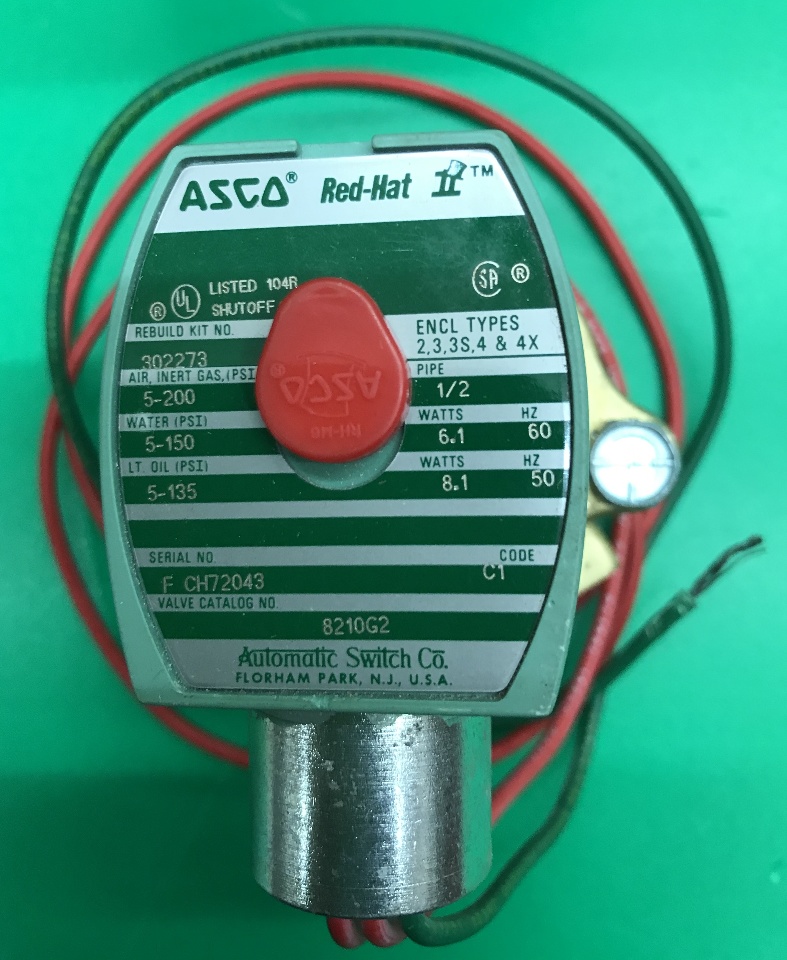 ASCO® Red-Hat II™
® UL LISTED 104R SA ®
SHUTOFF
REBUILD KIT NO. ENCL TYPES
2,3,3S,4 & 4X
302273
AIR, INERT GAS,(PSI PIPE
5-200 1/2
WATER (PSI) WATTS HZ
5-150 6.1 60
LT. OIL (PSI) WATTS HZ
5-135 8.1 50
SERIAL NO. CODE
F CH72043 C1
VALVE CATALOG NO.
8210G2
Automatic Switch Co.
FLORHAM PARK, N.J., U.S.A.
ASCO®